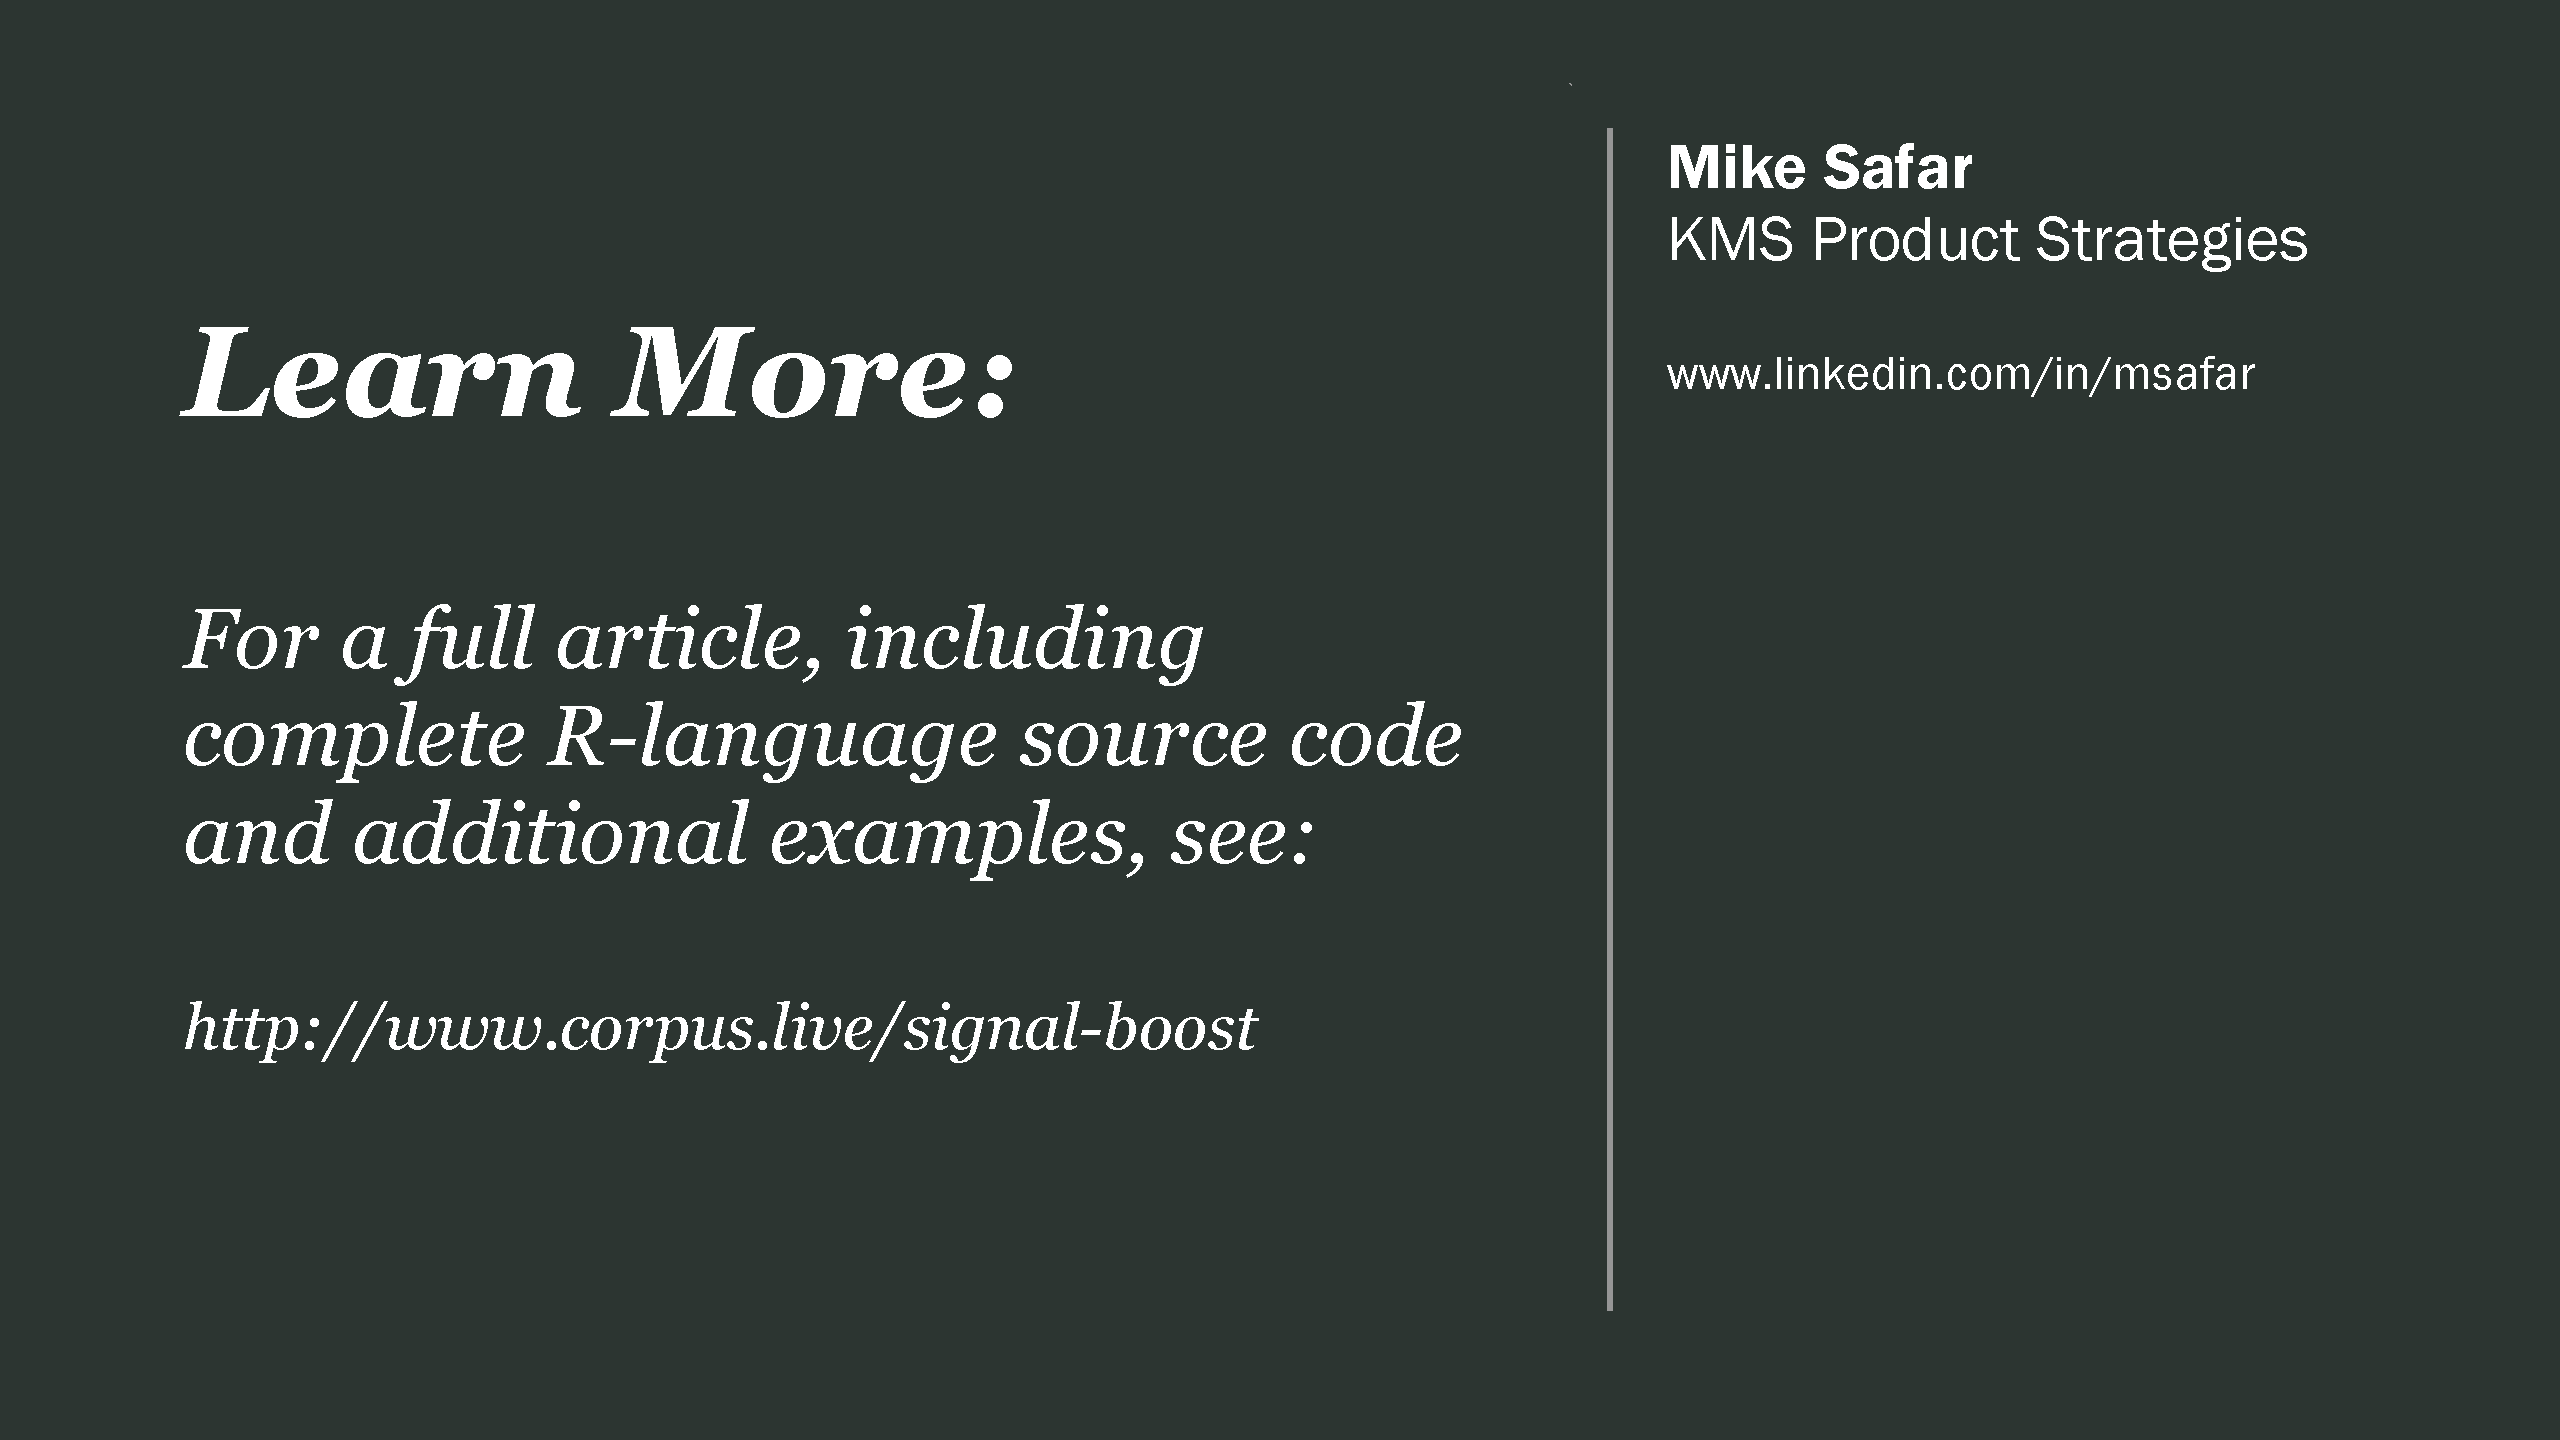 Learn More:
For a full article, including
complete R-language source code
and additional examples, see:
http://www.corpus.live/signal-boost
`
Mike Safar
KMS Product Strategies
www.linkedin.com/in/msafar